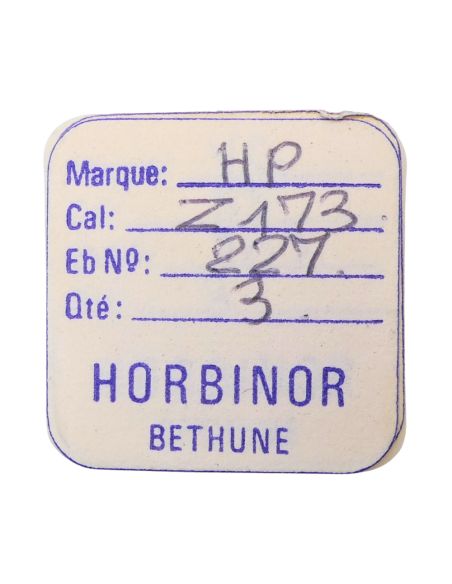 Marque: HP
Cal: Z173
Eb Nº: 227
Qté: 3
HORBINOR
BETHUNE